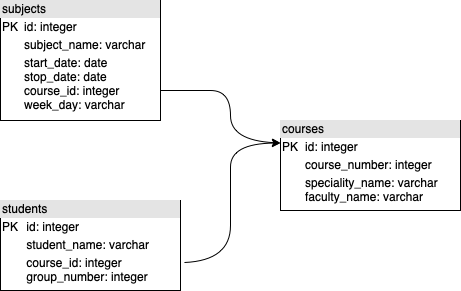 subjects
PK id: integer
subject_name: varchar
start_date: date
stop_date: date
course_id: integer
week_day: varchar
courses
PK id: integer
course_number: integer
speciality_name: varchar
faculty_name: varchar
students
PK id: integer
student_name: varchar
course_id: integer
group_number: integer